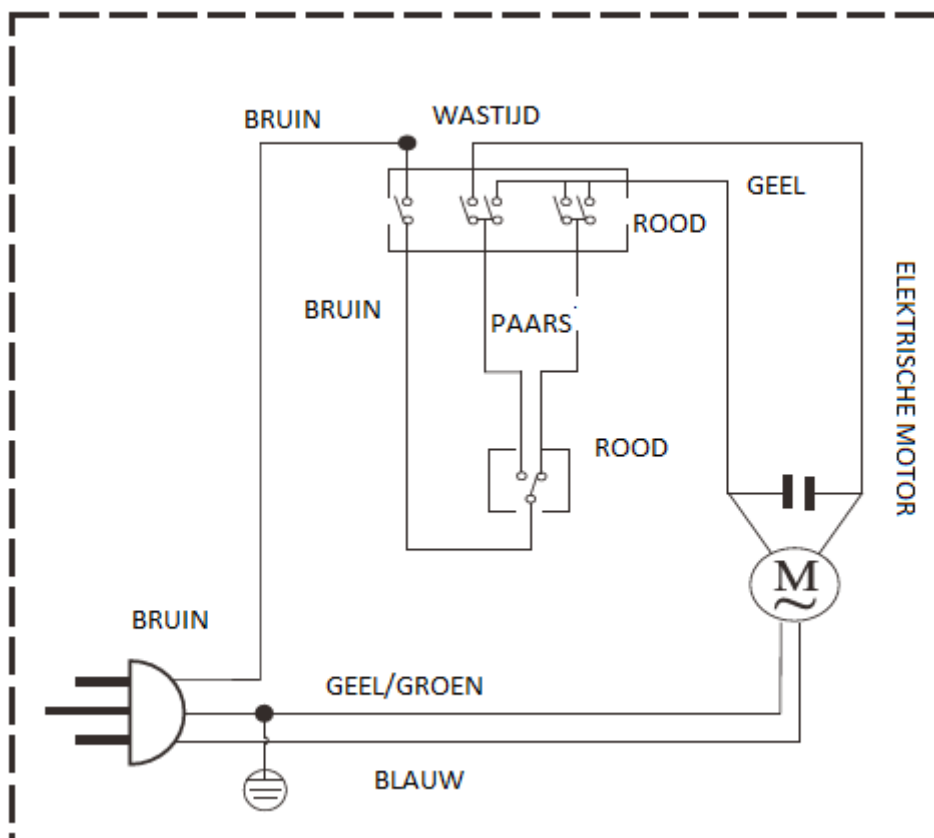 BRUIN
WASTIJD
GEEL
ROOD
BRUIN
PAARS
ELEKTRISCHE MOTOR
ROOD
M
BRUIN
GEEL/GROEN
BLAUW